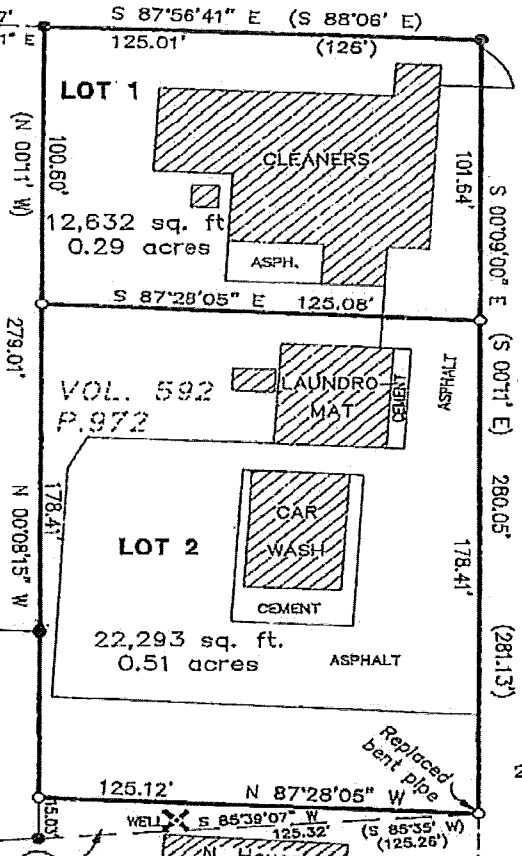 S 87°56'41" E (S 88°06' E)
125.01' (126')
LOT 1
CLEANERS
(N 00°11' W)
100.60'
101.64'
12,632 sq. ft
0.29 acres
ASPH.
S 00°09'00" E (S 00°11' E)
S 87°28'05" E 125.08'
279.01'
VOL. 592
P.972
LAUNDRO-
MAT
CEMENT
ASPHALT
CAR
WASH
CEMENT
LOT 2
178.41'
N 00°08'15" W
178.41'
280.05'
(281.13')
22,293 sq. ft.
0.51 acres
ASPHALT
Replaced
bent pipe
125.12' N 87°28'05" W
15.03'
WELL S 85°39'07" W
125.32'
(S 85°35' W)
(125.26')